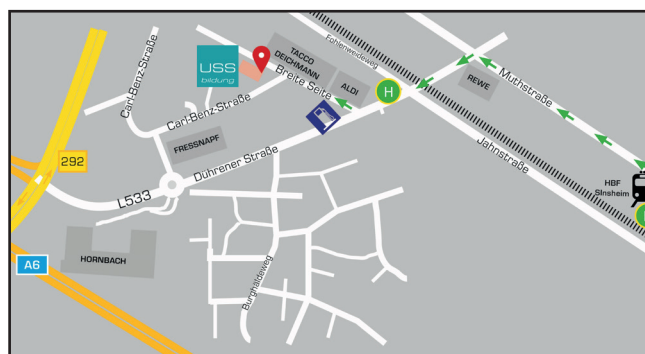 USS
bildung
TACCO
DEICHMANN
Fohlenweideweg
ALDI
Breite Seite
H
REWE
Muthstraße
Carl-Benz-Straße
Carl-Benz-Straße
FRESSNAPF
Dührener Straße
Jahnstraße
HBF
SInsheim
292
L533
HORNBACH
A6
Burghaldeweg